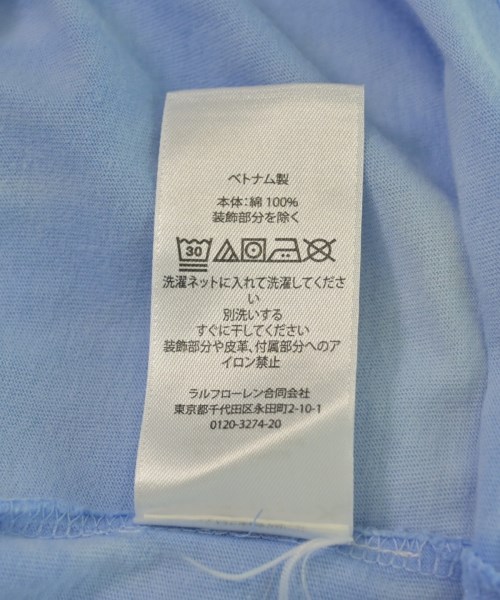 ベトナム製
本体：綿 100%
装飾部分を除く
30
洗濯ネットに入れて洗濯してくださ
い
別洗いする
すぐに干してください
装飾部分や皮革、付属部分へのア
イロン禁止
ラルフローレン合同会社
東京都千代田区永田町2-10-1
0120-3274-20